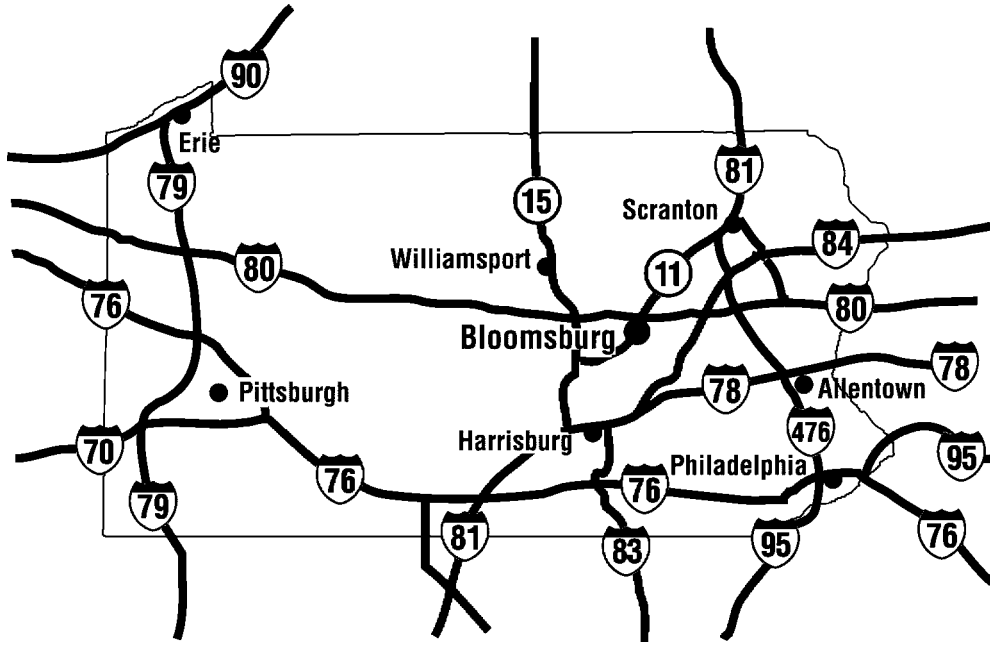 90
Erie
79
81
15
Scranton
84
Williamsport
80
11
76
80
Bloomsburg
78
78
Pittsburgh
Allentown
476
Harrisburg
70
95
Philadelphia
76
76
79
81
83
95
76